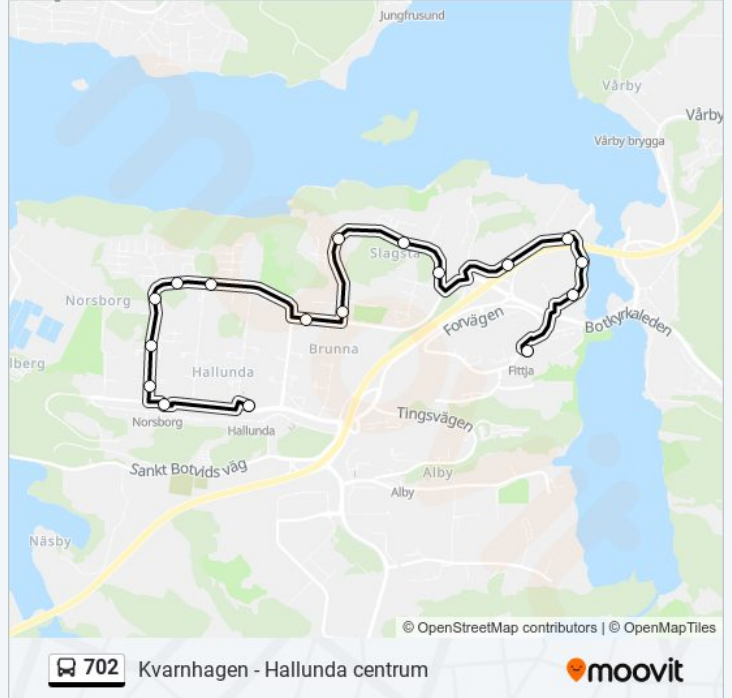 Jungfrusund
Vårby
Vårby
Vårby brygga
Slagsta
Norsborg
Forvägen
Botkyrkaleden
lberg
Brunna
Hallunda
Fittja
Norsborg
Hallunda
Tingsvägen
Sankt Botvids väg
Alby
Alby
Näsby
© OpenStreetMap contributors | © OpenMapTiles
702 Kvarnhagen - Hallunda centrum
moovit